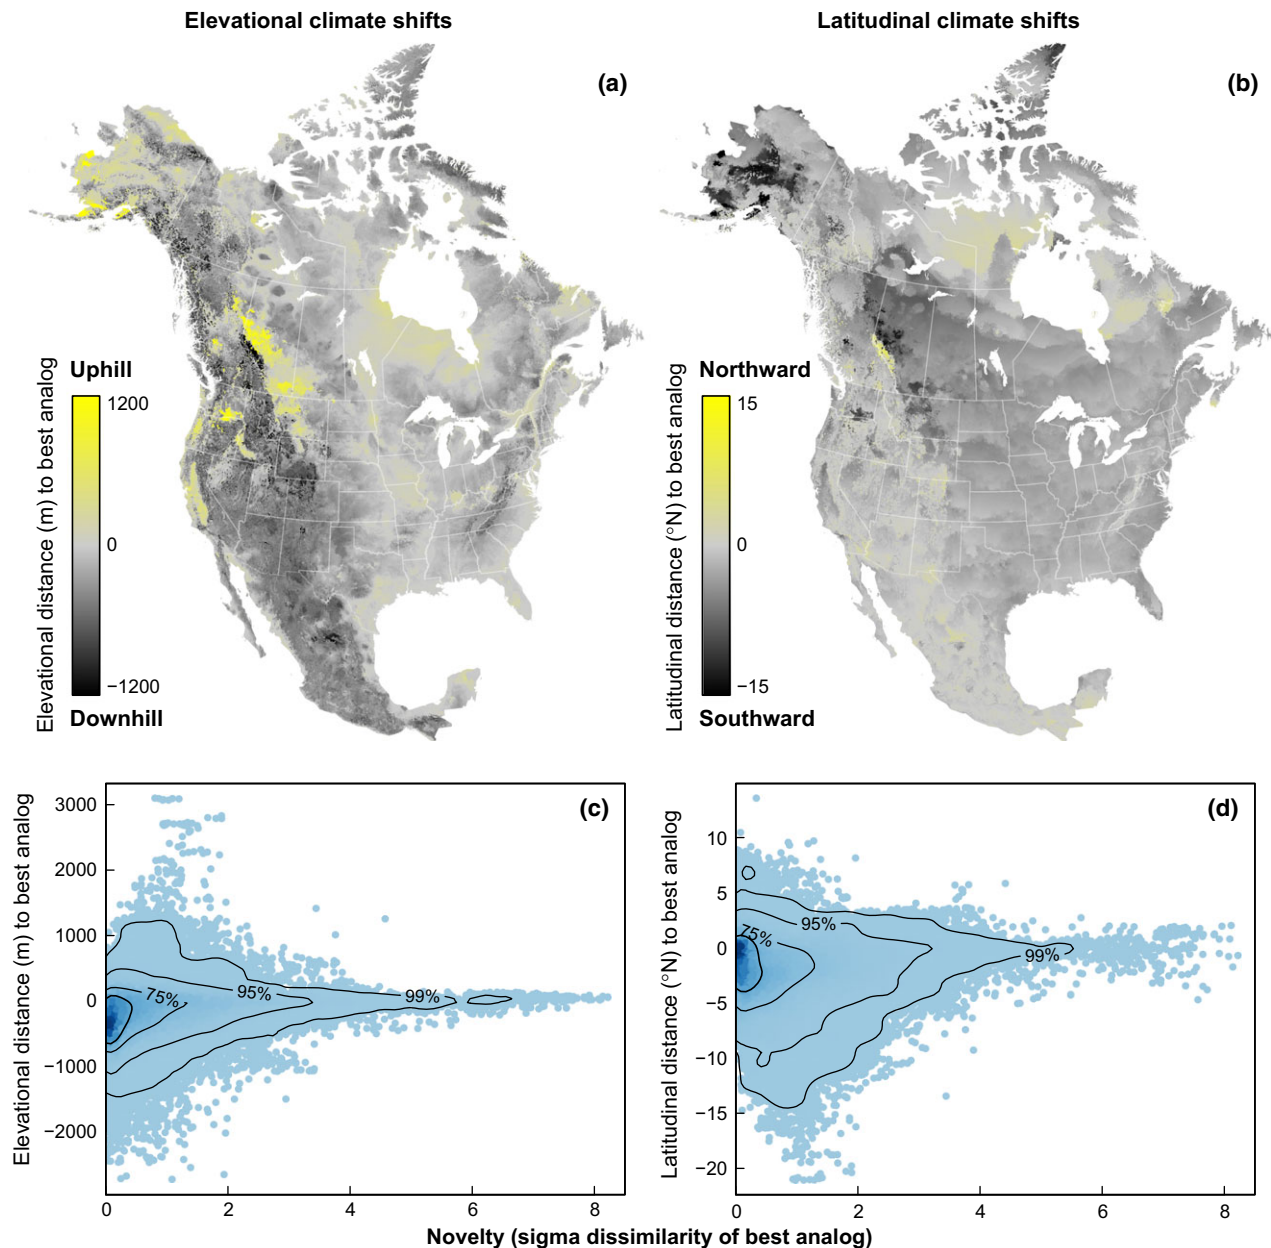 Elevational climate shifts
Latitudinal climate shifts
(a)
(b)
Elevational distance (m) to best analog
Uphill
1200
0
−1200
Downhill
Latitudinal distance (°N) to best analog
Northward
15
0
−15
Southward
(c)
Elevational distance (m) to best analog
3000
2000
1000
0
−1000
−2000
75%
95%
99%
0
2
4
6
8
(d)
Latitudinal distance (°N) to best analog
10
5
0
−5
−10
−15
−20
75%
95%
99%
0
2
4
6
8
Novelty (sigma dissimilarity of best analog)